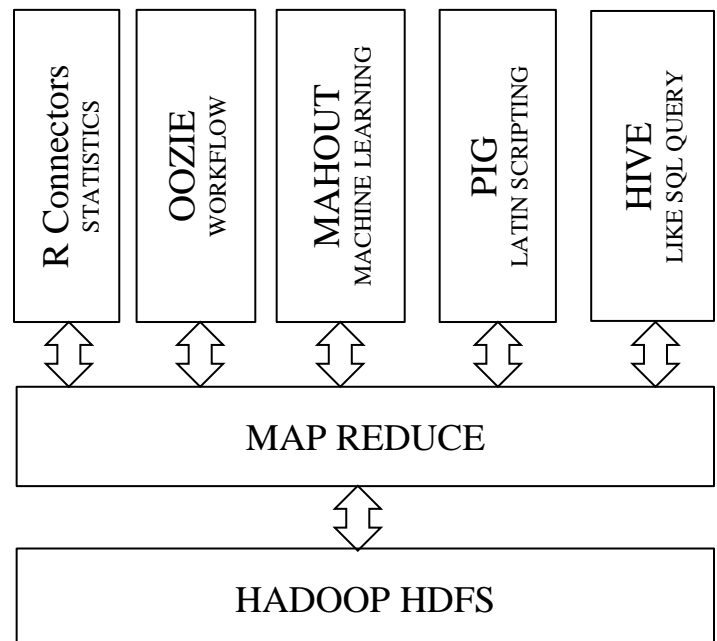 R Connectors
STATISTICS
OOZIE
WORKFLOW
MAHOUT
MACHINE LEARNING
PIG
LATIN SCRIPTING
HIVE
LIKE SQL QUERY
MAP REDUCE
HADOOP HDFS